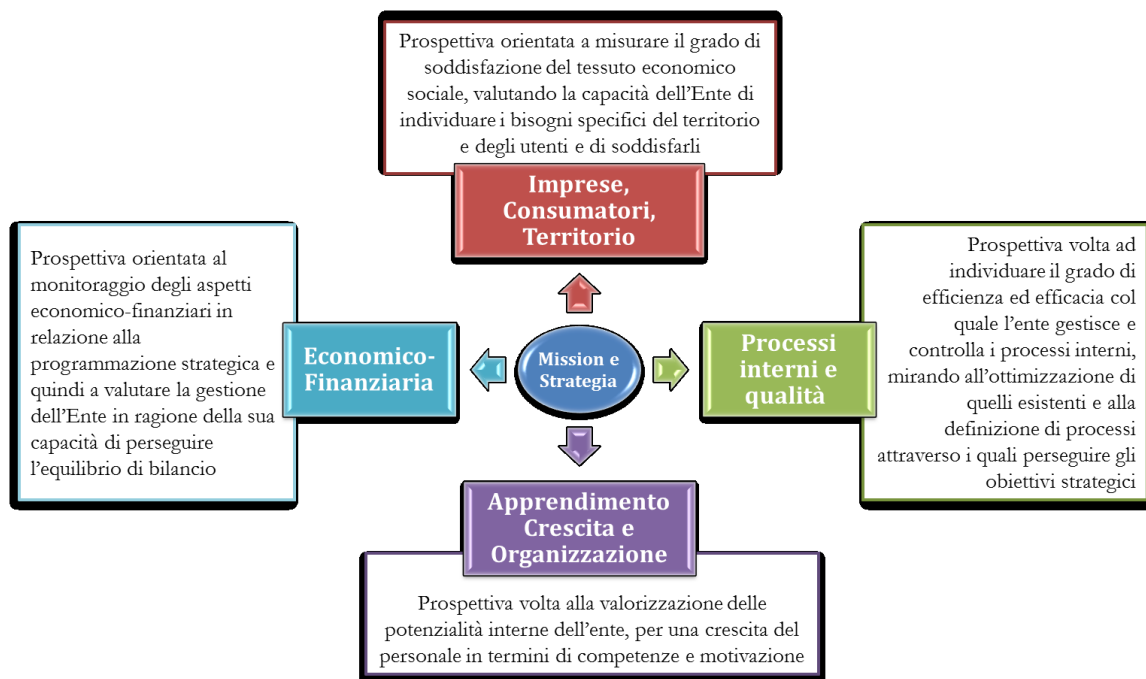 Prospettiva orientata a misurare il grado di
soddisfazione del tessuto economico
sociale, valutando la capacità dell'Ente di
individuare i bisogni specifici del territorio
e degli utenti e di soddisfarli
Imprese,
Consumatori,
Territorio
Prospettiva orientata al
monitoraggio degli aspetti
economico-finanziari in
relazione alla
programmazione strategica e
quindi a valutare la gestione
dell'Ente in ragione della sua
capacità di perseguire
l'equilibrio di bilancio
Economico-
Finanziaria
Mission e
Strategia
Processi
interni e
qualità
Prospettiva volta ad
individuare il grado di
efficienza ed efficacia col
quale l'ente gestisce e
controlla i processi interni,
mirando all'ottimizzazione di
quelli esistenti e alla
definizione di processi
attraverso i quali perseguire gli
obiettivi strategici
Apprendimento
Crescita e
Organizzazione
Prospettiva volta alla valorizzazione delle
potenzialità interne dell'ente, per una crescita del
personale in termini di competenze e motivazione